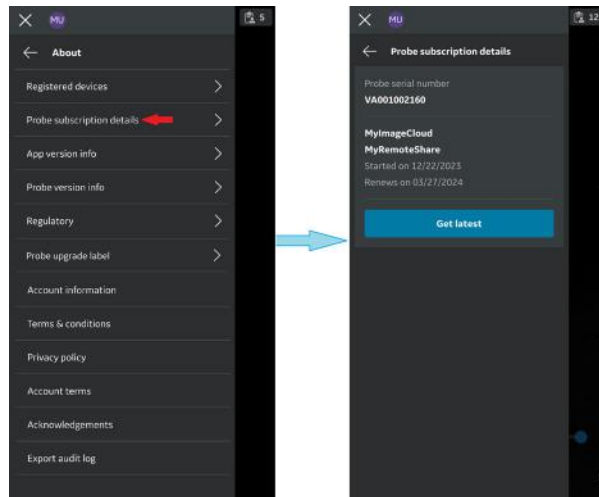 MU
5
About
Registered devices
Probe subscription details
App version info
Probe version info
Regulatory
Probe upgrade label
Account information
Terms & conditions
Privacy policy
Account terms
Acknowledgements
Export audit log
MU
12
Probe subscription details
Probe serial number
VA001002160
MyImageCloud
MyRemoteShare
Started on 12/22/2023
Renews on 03/27/2024
Get latest